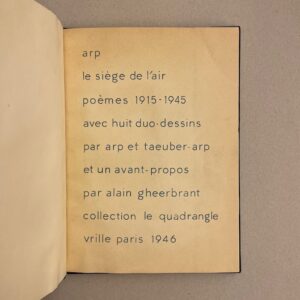 arp
le siège de l'air
poèmes 1915-1945
avec huit duo-dessins
par arp et taeuber-arp
et un avant-propos
par alain gheerbrant
collection le quadrangle
vrille paris 1946